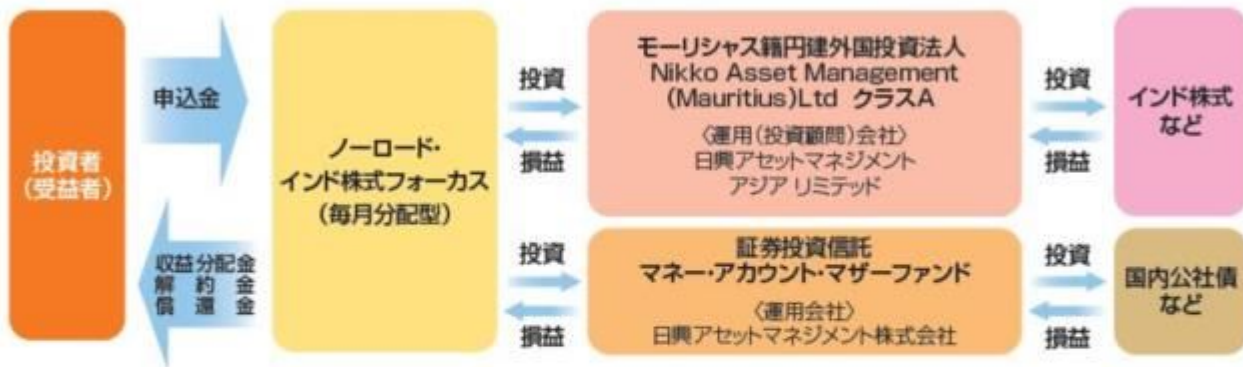 投資者
(受益者)
申込金
収益分配金
解約金
償還金
ノーロード・
インド株式フォーカス
(毎月分配型)
投資
損益
モーリシャス籍円建外国投資法人
Nikko Asset Management
(Mauritius)Ltd クラスA
〈運用(投資顧問)会社〉
日興アセットマネジメント
アジア リミテッド
投資
損益
インド株式
など
投資
損益
証券投資信託
マネー・アカウント・マザーファンド
〈運用会社〉
日興アセットマネジメント株式会社
投資
損益
国内公社債
など